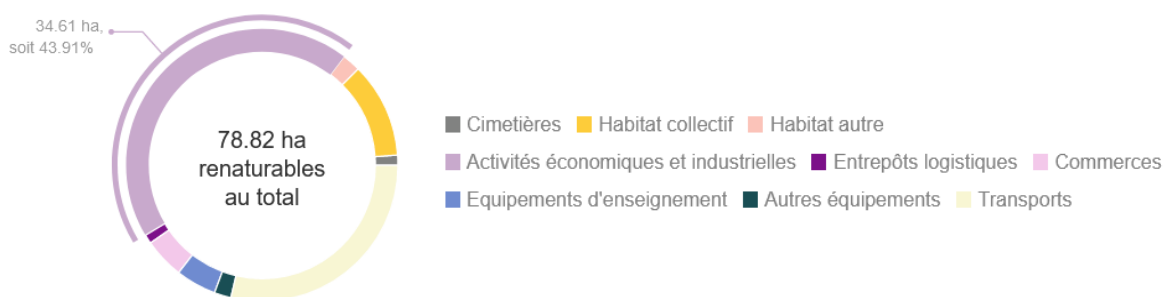 34.61 ha,
soit 43.91%
78.82 ha
renaturables
au total
Cimetières Habitat collectif Habitat autre
Activités économiques et industrielles Entrepôts logistiques Commerces
Equipements d'enseignement Autres équipements Transports